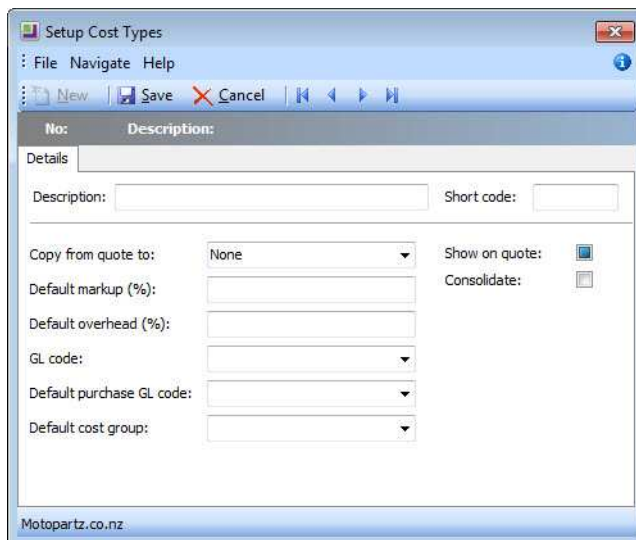 Setup Cost Types
File Navigate Help
New Save Cancel
No: Description:
Details
Description: Short code:
Copy from quote to: None Show on quote:
Default markup (%): Consolidate:
Default overhead (%):
GL code:
Default purchase GL code:
Default cost group:
Motopartz.co.nz